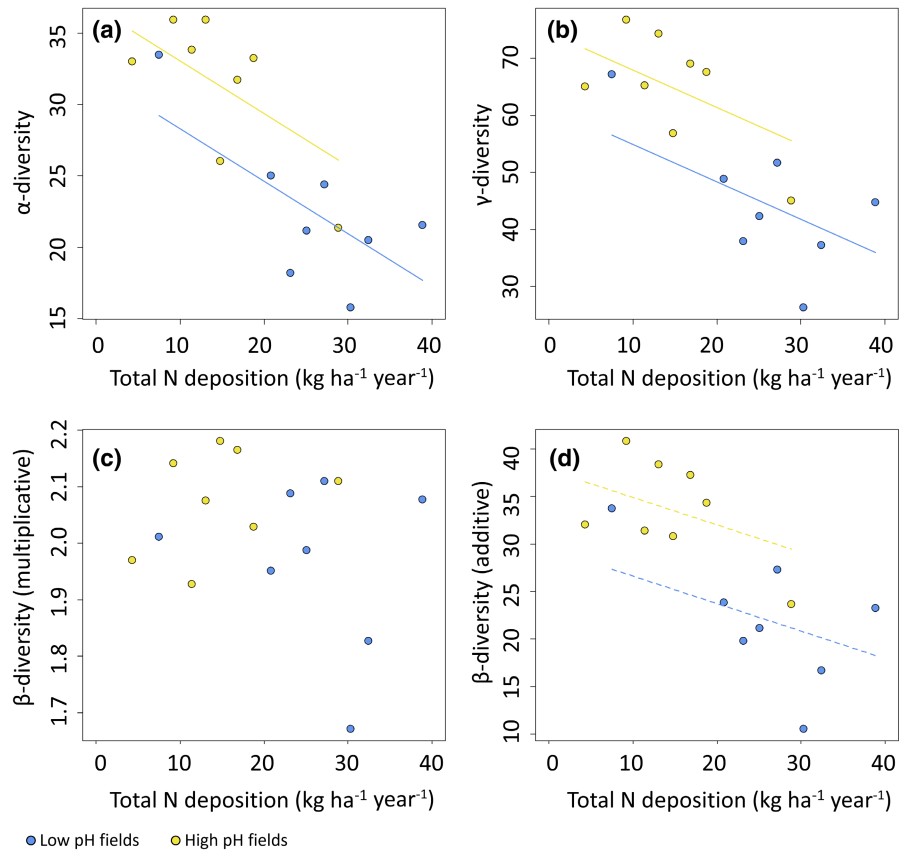 (a)
α-diversity
35
30
25
20
15
0 10 20 30 40
Total N deposition (kg ha⁻¹ year⁻¹)
(b)
γ-diversity
70
60
50
40
30
0 10 20 30 40
Total N deposition (kg ha⁻¹ year⁻¹)
(c)
β-diversity (multiplicative)
2.2
2.1
2.0
1.9
1.8
1.7
0 10 20 30 40
Total N deposition (kg ha⁻¹ year⁻¹)
(d)
β-diversity (additive)
40
35
30
25
20
15
10
0 10 20 30 40
Total N deposition (kg ha⁻¹ year⁻¹)
Low pH fields High pH fields